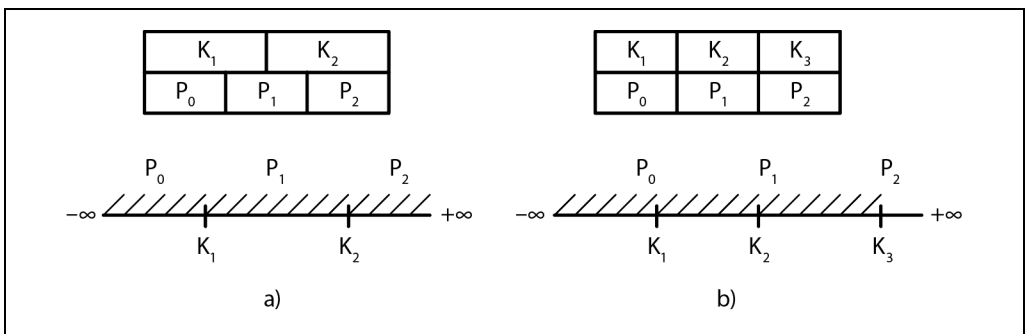 K₁ K₂
P₀ P₁ P₂
P₀ P₁ P₂
−∞ +∞
K₁ K₂
a)
K₁ K₂ K₃
P₀ P₁ P₂
P₀ P₁ P₂
−∞ +∞
K₁ K₂ K₃
b)